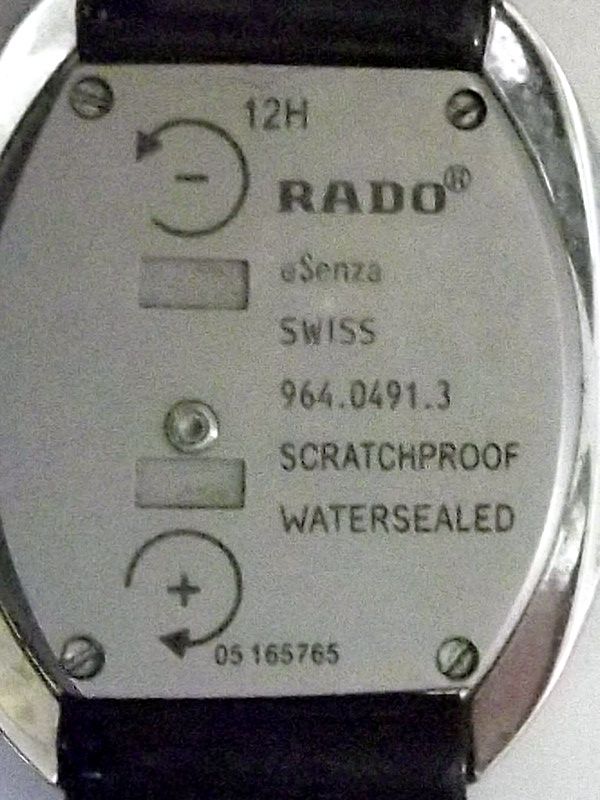 12H
−
RADO®
eSenza
SWISS
964.0491.3
SCRATCHPROOF
WATERSEALED
+
05 165765